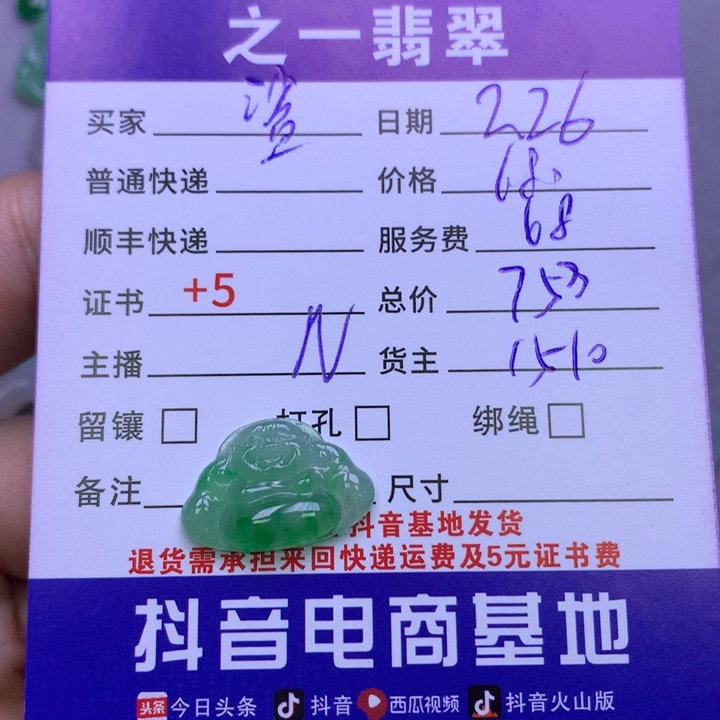 之一翡翠
买家 日期 226
普通快递 价格
顺丰快递 服务费 68
证书 +5 总价 753
主播 N 货主 1510
留镶 打孔 绑绳
备注 尺寸
抖音基地发货
退货需承担来回快递运费及5元证书费
抖音电商基地
头条 今日头条 抖音 西瓜视频 抖音火山版